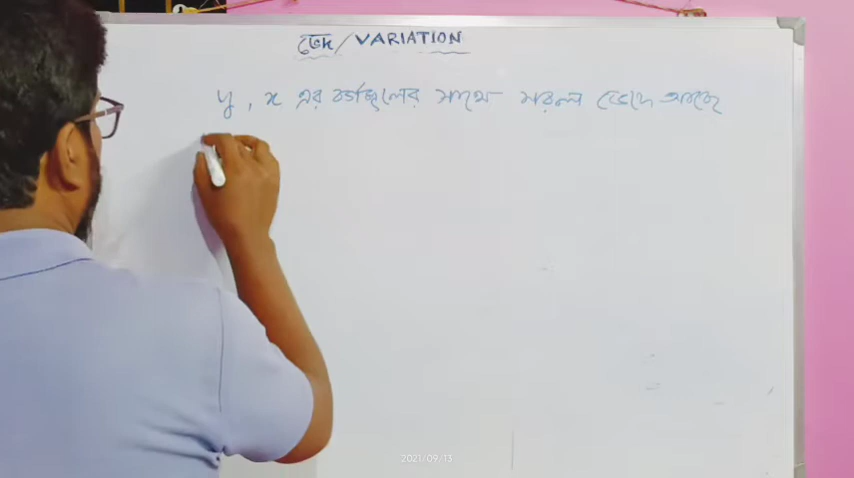 ভেদ/VARIATION
y, x এর বর্গমূলের সাথে সরল ভেদে আছে
2021/09/13